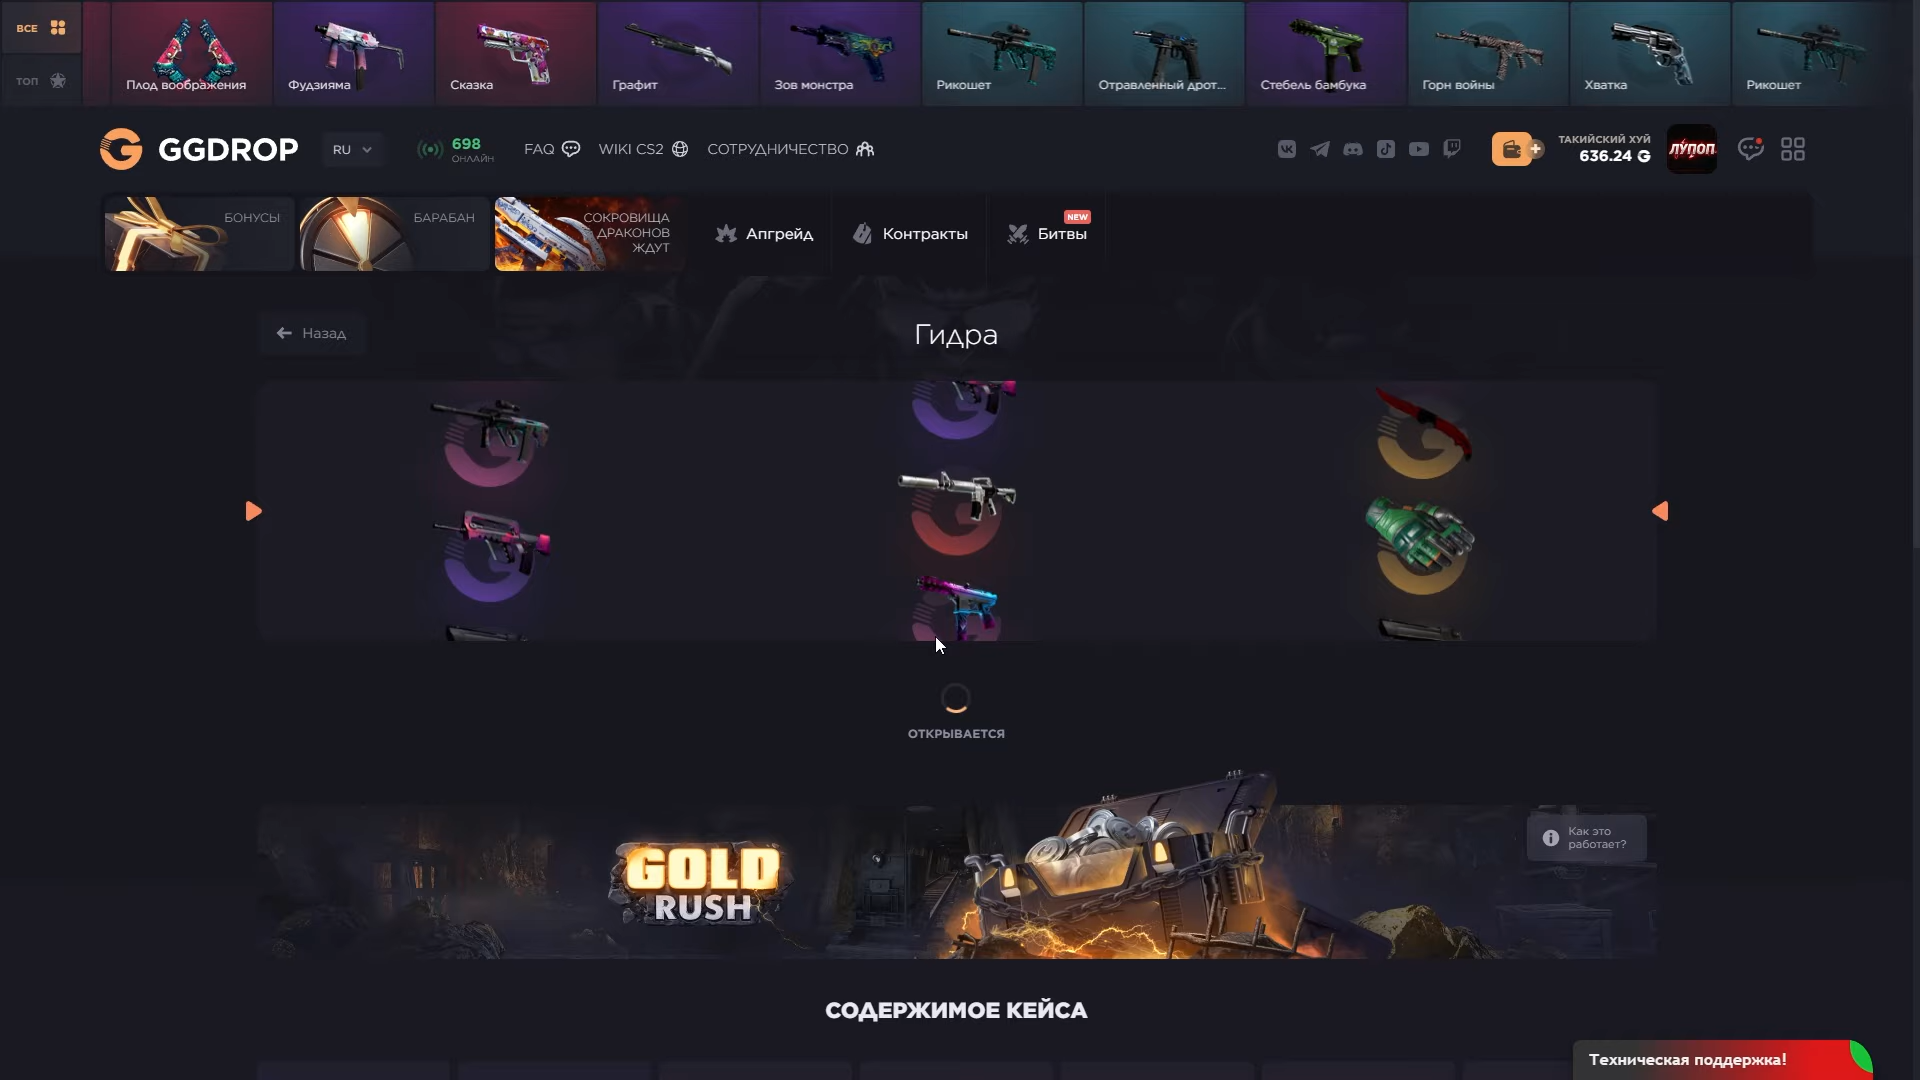 ВСЕ
ТОП
Плод воображения
Фудзияма
Сказка
Графит
Зов монстра
Рикошет
Отравленный дрот...
Стебель бамбука
Горн войны
Хватка
Рикошет
GGDROP
RU
698
ОНЛАЙН
FAQ
WIKI CS2
СОТРУДНИЧЕСТВО
ТАКИЙСКИЙ ХУЙ
636.24
ЛУПОП
БОНУСЫ
БАРАБАН
СОКРОВИЩА
ДРАКОНОВ
ЖДУТ
Апгрейд
Контракты
NEW
Битвы
Назад
Гидра
ОТКРЫВАЕТСЯ
GOLD
RUSH
Как это
работает?
СОДЕРЖИМОЕ КЕЙСА
Техническая поддержка!